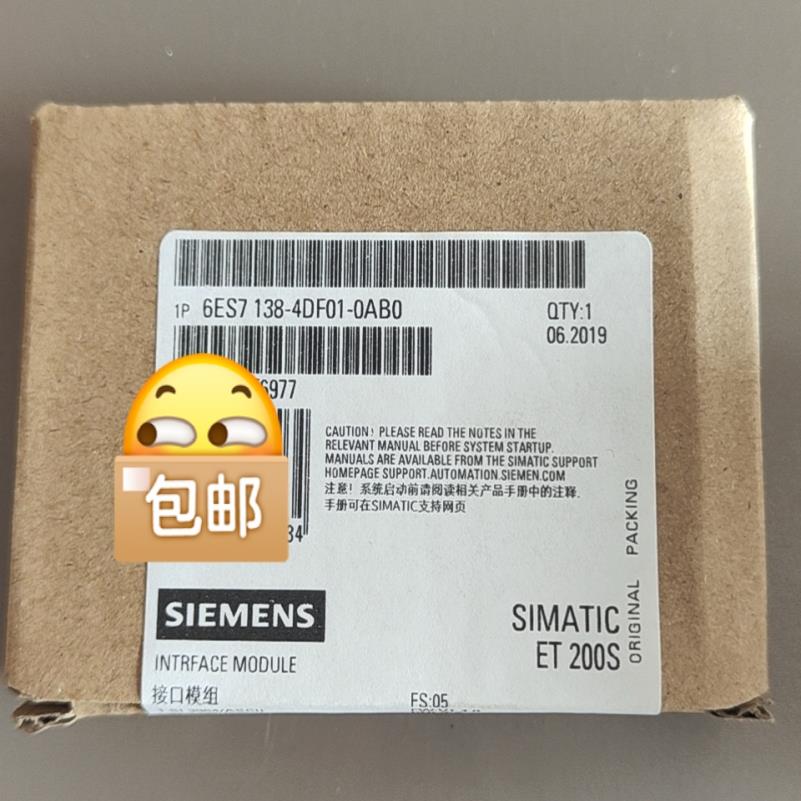 1P 6ES7 138-4DF01-0AB0
QTY:1
06.2019
6977
CAUTION! PLEASE READ THE NOTES IN THE
RELEVANT MANUAL BEFORE SYSTEM STARTUP.
MANUALS ARE AVAILABLE FROM THE SIMATIC SUPPORT
HOMEPAGE SUPPORT.AUTOMATION.SIEMEN.COM
注意!系统启动前请阅读相关产品手册中的注释.
手册可在SIMATIC支持网页
包邮
34
ORIGINAL PACKING
SIEMENS
SIMATIC
ET 200S
INTRFACE MODULE
接口模组
FS:05